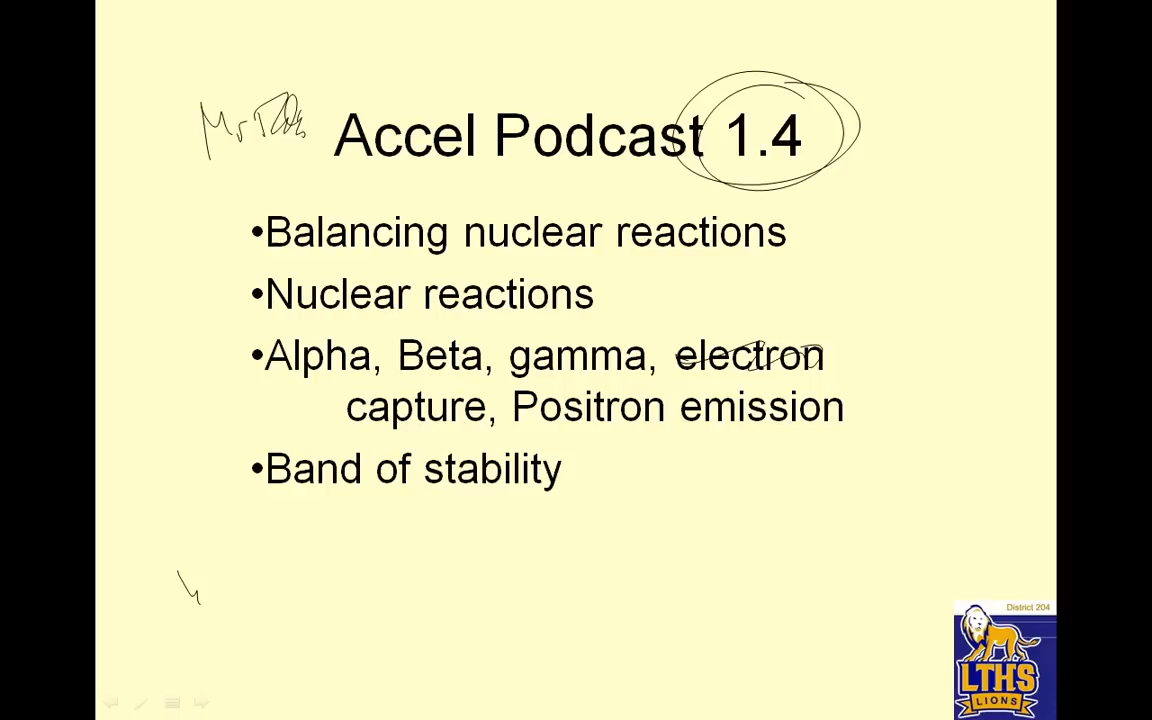 Accel Podcast 1.4
•Balancing nuclear reactions
•Nuclear reactions
•Alpha, Beta, gamma, electron
capture, Positron emission
•Band of stability
District 204
LTHS
LIONS